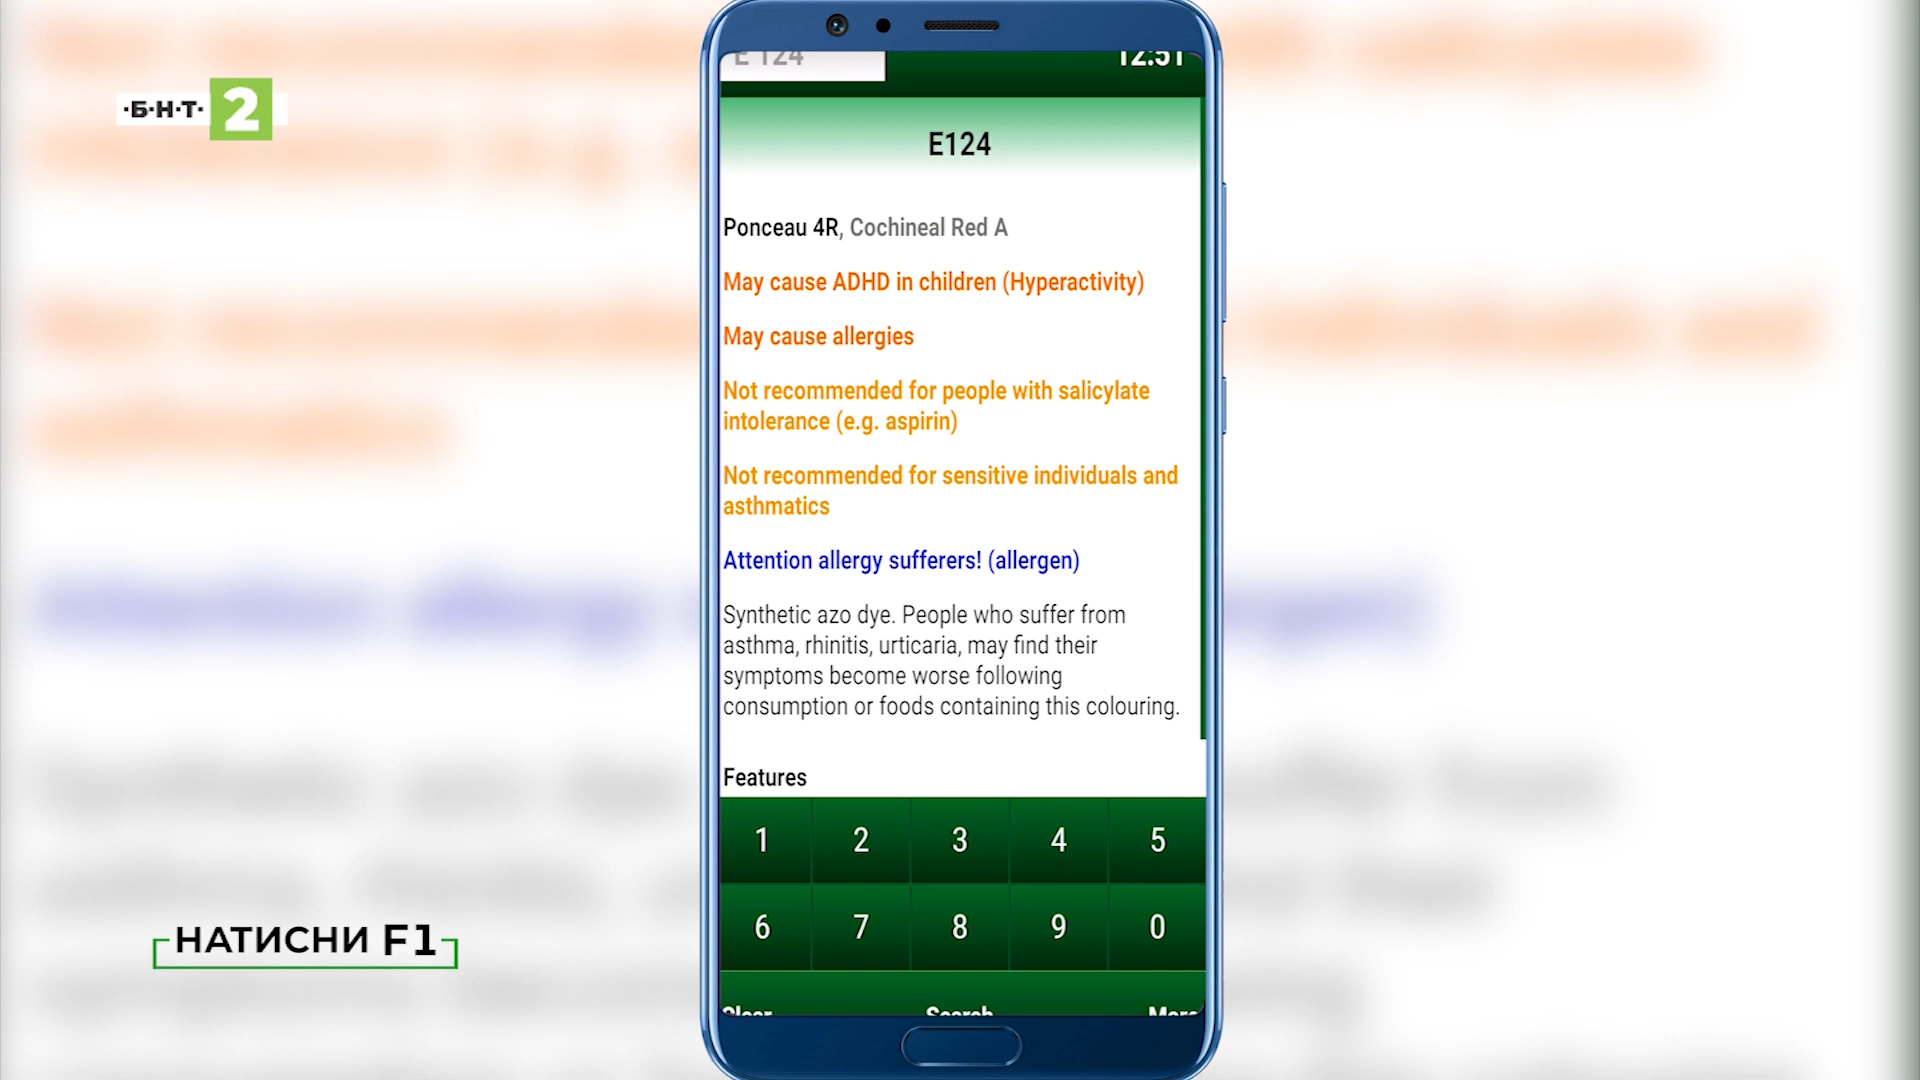 ·Б·Н·Т· 2
E 124
12:51
E124
Ponceau 4R, Cochineal Red A
May cause ADHD in children (Hyperactivity)
May cause allergies
Not recommended for people with salicylate
intolerance (e.g. aspirin)
Not recommended for sensitive individuals and
asthmatics
Attention allergy sufferers! (allergen)
Synthetic azo dye. People who suffer from
asthma, rhinitis, urticaria, may find their
symptoms become worse following
consumption or foods containing this colouring.
Features
1 2 3 4 5
6 7 8 9 0
Clear Search More
НАТИСНИ F1